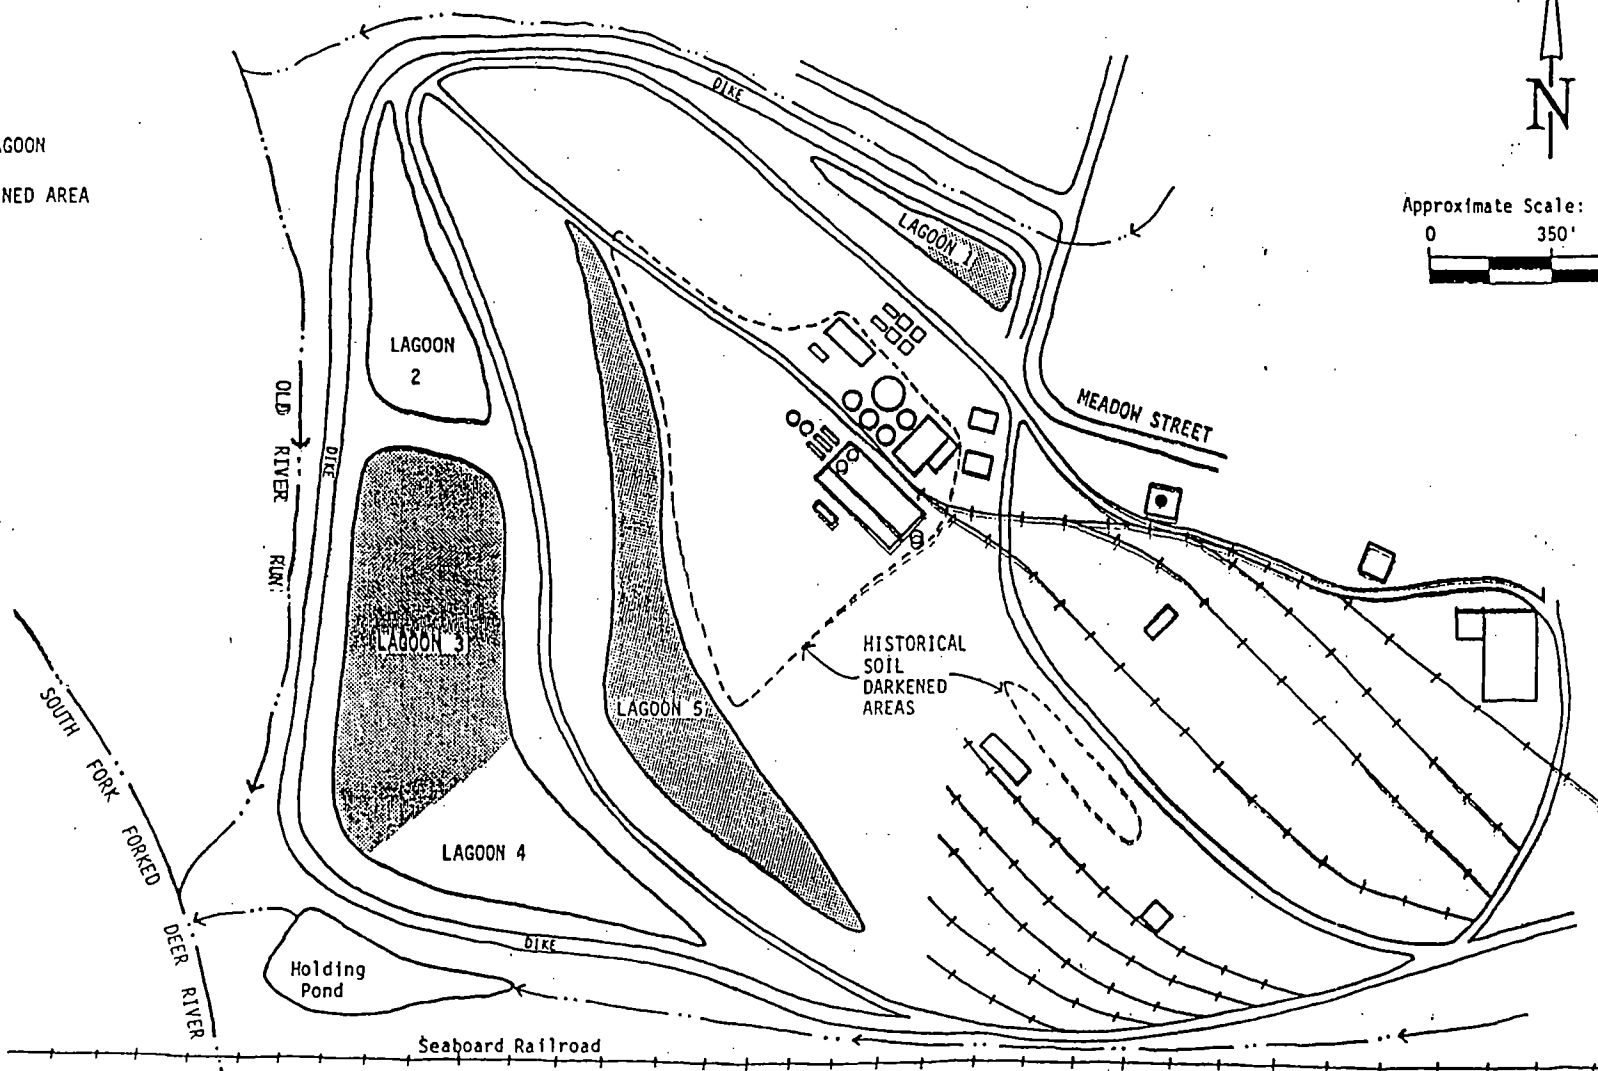 DIKE
AGOON
NED AREA
N
Approximate Scale:
0 350'
LAGOON 1
LAGOON
2
MEADOW STREET
OLD RIVER RUN
DIKE
LAGOON 3
HISTORICAL
SOIL
DARKENED
AREAS
LAGOON 5
SOUTH FORK FORKED
DEER RIVER
LAGOON 4
DIKE
Holding
Pond
Seaboard Railroad